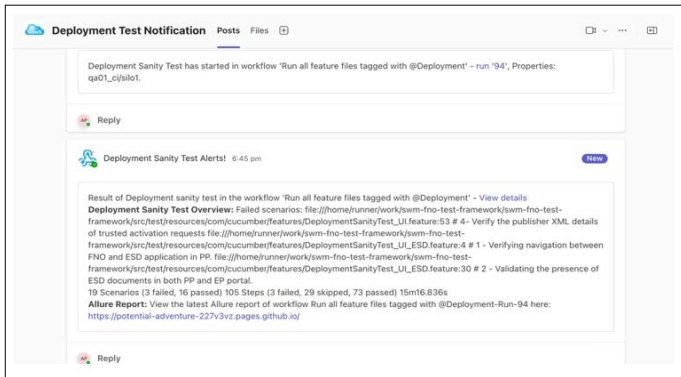 Deployment Test Notification Posts Files
Deployment Sanity Test has started in workflow 'Run all feature files tagged with @Deployment' - run '94', Properties:
qa01_ci/silo1.
AP Reply
Deployment Sanity Test Alerts! 6:45 pm New
Result of Deployment sanity test in the workflow 'Run all feature files tagged with @Deployment' - View details
Deployment Sanity Test Overview: Failed scenarios: file:///home/runner/work/swm-fno-test-framework/swm-fno-test-
framework/src/test/resources/com/cucumber/features/DeploymentSanityTest_UI.feature:53 # 4- Verify the publisher XML details
of trusted activation requests file:///home/runner/work/swm-fno-test-framework/swm-fno-test-
framework/src/test/resources/com/cucumber/features/DeploymentSanityTest_UI_ESD.feature:4 # 1 - Verifying navigation between
FNO and ESD application in PP. file:///home/runner/work/swm-fno-test-framework/swm-fno-test-
framework/src/test/resources/com/cucumber/features/DeploymentSanityTest_UI_ESD.feature:30 # 2 - Validating the presence of
ESD documents in both PP and EP portal.
19 Scenarios (3 failed, 16 passed) 105 Steps (3 failed, 29 skipped, 73 passed) 15m16.836s
Allure Report: View the latest Allure report of workflow Run all feature files tagged with @Deployment-Run-94 here:
https://potential-adventure-227v3vz.pages.github.io/
AP Reply